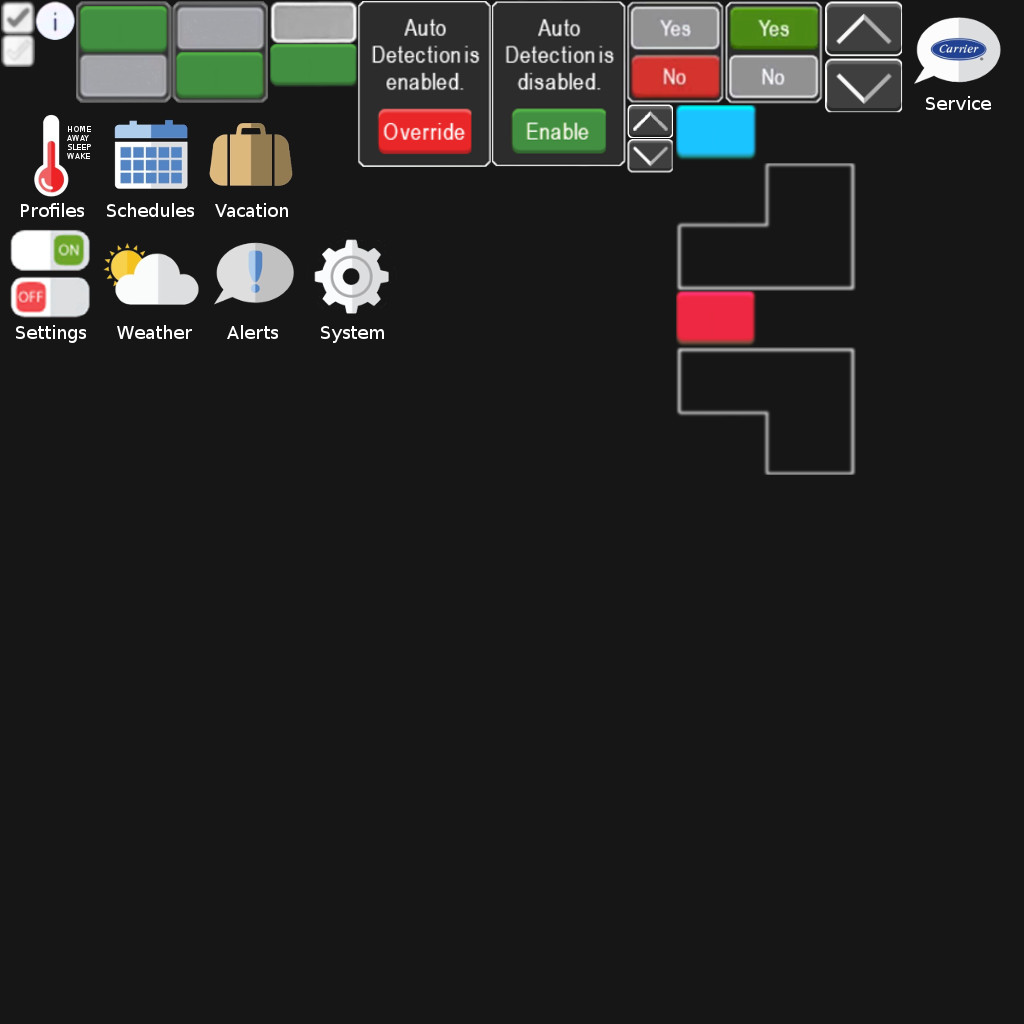 i
Auto
Detection is
enabled.
Override
Auto
Detection is
disabled.
Enable
Yes
No
Yes
No
Carrier
Service
HOME
AWAY
SLEEP
WAKE
Profiles
Schedules
Vacation
ON
OFF
Settings
Weather
!
Alerts
System